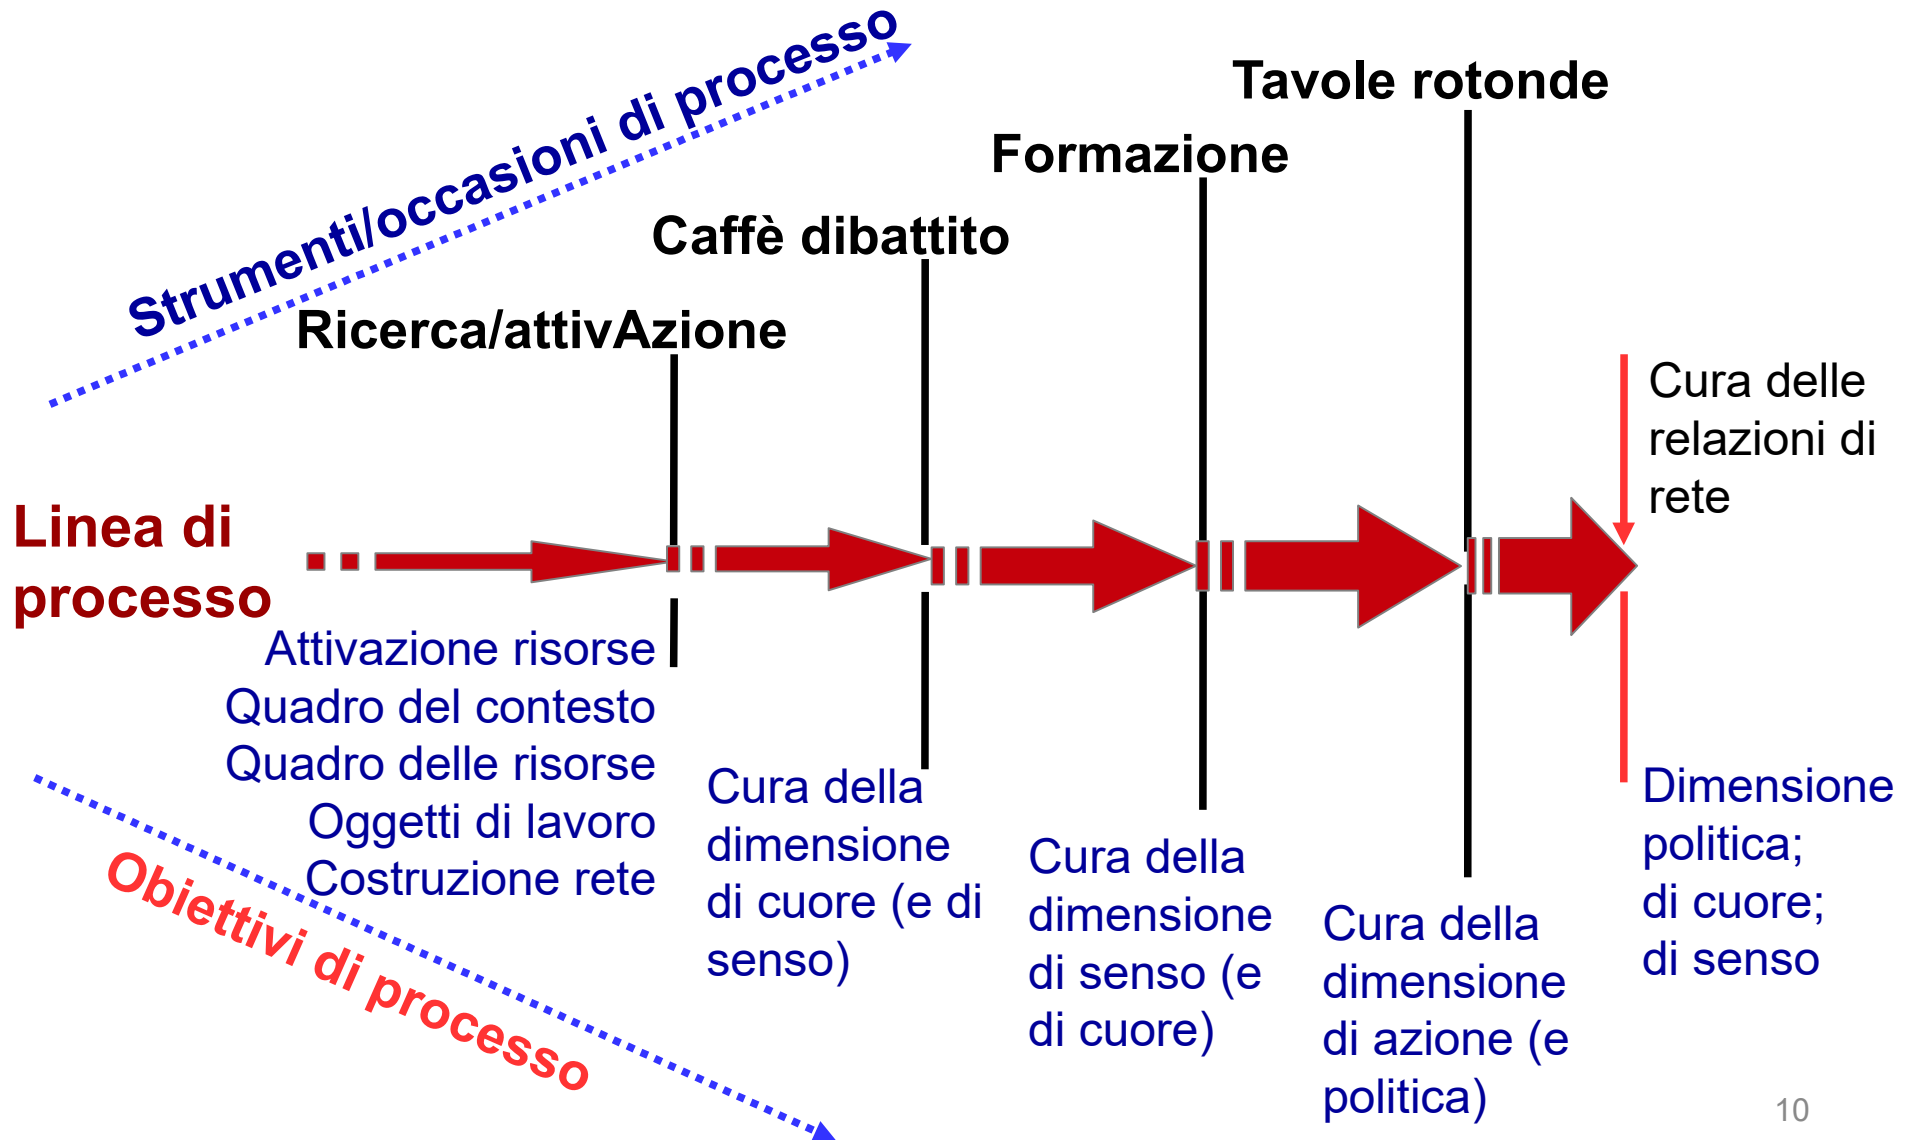 Strumenti/occasioni di processo
Tavole rotonde
Formazione
Caffè dibattito
Ricerca/attivAzione
Cura delle
relazioni di
rete
Linea di
processo
Attivazione risorse
Quadro del contesto
Quadro delle risorse
Oggetti di lavoro
Costruzione rete
Cura della
dimensione
di cuore (e di
senso)
Cura della
dimensione
di senso (e
di cuore)
Cura della
dimensione
di azione (e
politica)
Dimensione
politica;
di cuore;
di senso
Obiettivi di processo
10